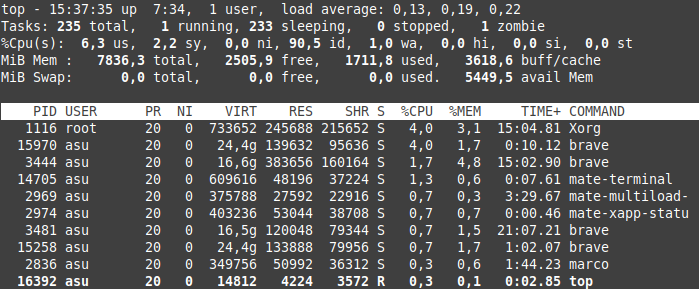 top - 15:37:35 up  7:34,  1 user,  load average: 0,13, 0,19, 0,22
Tasks: 235 total,   1 running, 233 sleeping,   0 stopped,   1 zombie
%Cpu(s):  6,3 us,  2,2 sy,  0,0 ni, 90,5 id,  1,0 wa,  0,0 hi,  0,0 si,  0,0 st
MiB Mem :   7836,3 total,   2505,9 free,   1711,8 used,   3618,6 buff/cache
MiB Swap:      0,0 total,      0,0 free,      0,0 used.   5449,5 avail Mem
PID USER      PR  NI    VIRT    RES    SHR S  %CPU  %MEM     TIME+ COMMAND
1116 root      20   0  733652 245688 215652 S   4,0   3,1  15:04.81 Xorg
15970 asu       20   0   24,4g 139632  95636 S   4,0   1,7   0:10.12 brave
3444 asu       20   0   16,6g 383656 160164 S   1,7   4,8  15:02.90 brave
14705 asu       20   0  609616  48196  37224 S   1,3   0,6   0:07.61 mate-terminal
2969 asu       20   0  375788  27592  22916 S   0,7   0,3   3:29.67 mate-multiload-
2974 asu       20   0  403236  53044  38708 S   0,7   0,7   0:00.46 mate-xapp-statu
3481 asu       20   0   16,5g 120048  79344 S   0,7   1,5  21:07.21 brave
15258 asu       20   0   24,4g 133888  79956 S   0,7   1,7   1:02.07 brave
2836 asu       20   0  349756  50992  36312 S   0,3   0,6   1:44.23 marco
16392 asu       20   0   14812   4224   3572 R   0,3   0,1   0:02.85 top